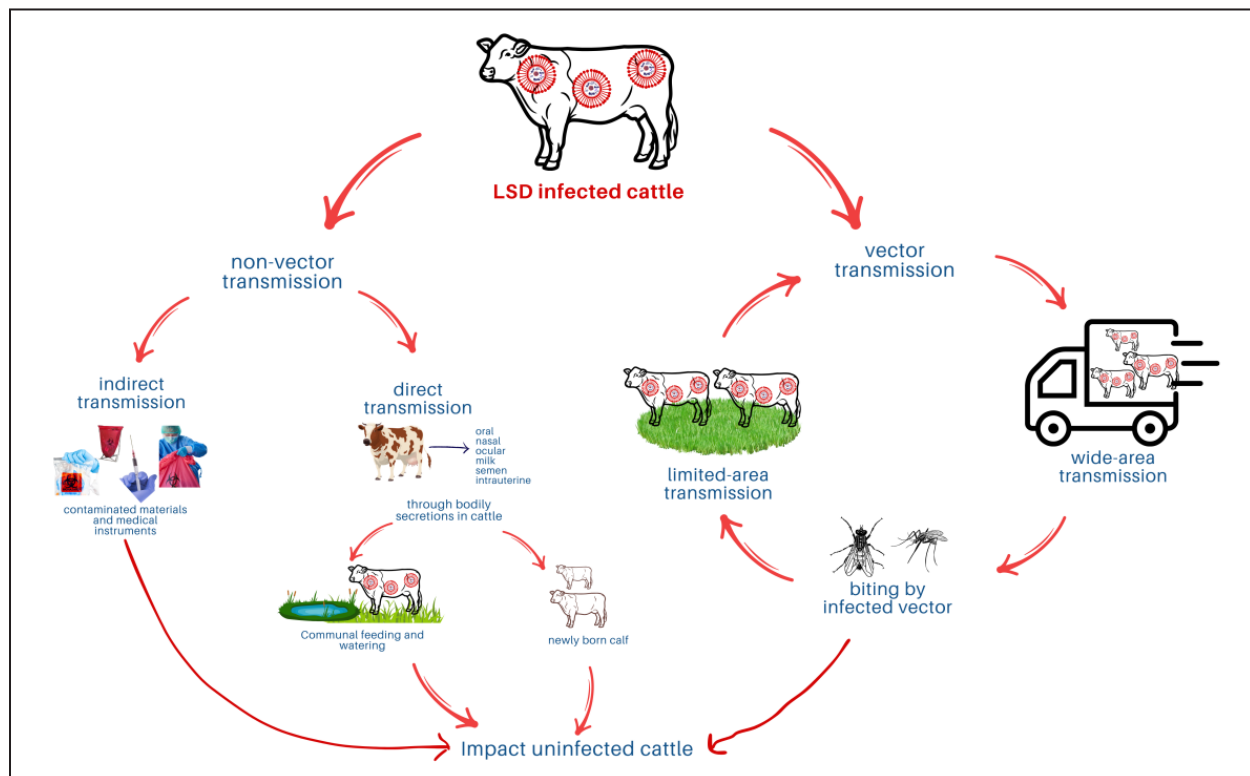 LSD infected cattle
non-vector
transmission
vector
transmission
indirect
transmission
direct
transmission
oral
nasal
ocular
milk
semen
intrauterine
contaminated materials
and medical
instruments
through bodily
secretions in cattle
limited-area
transmission
wide-area
transmission
biting by
infected vector
Communal feeding and
watering
newly born calf
Impact uninfected cattle